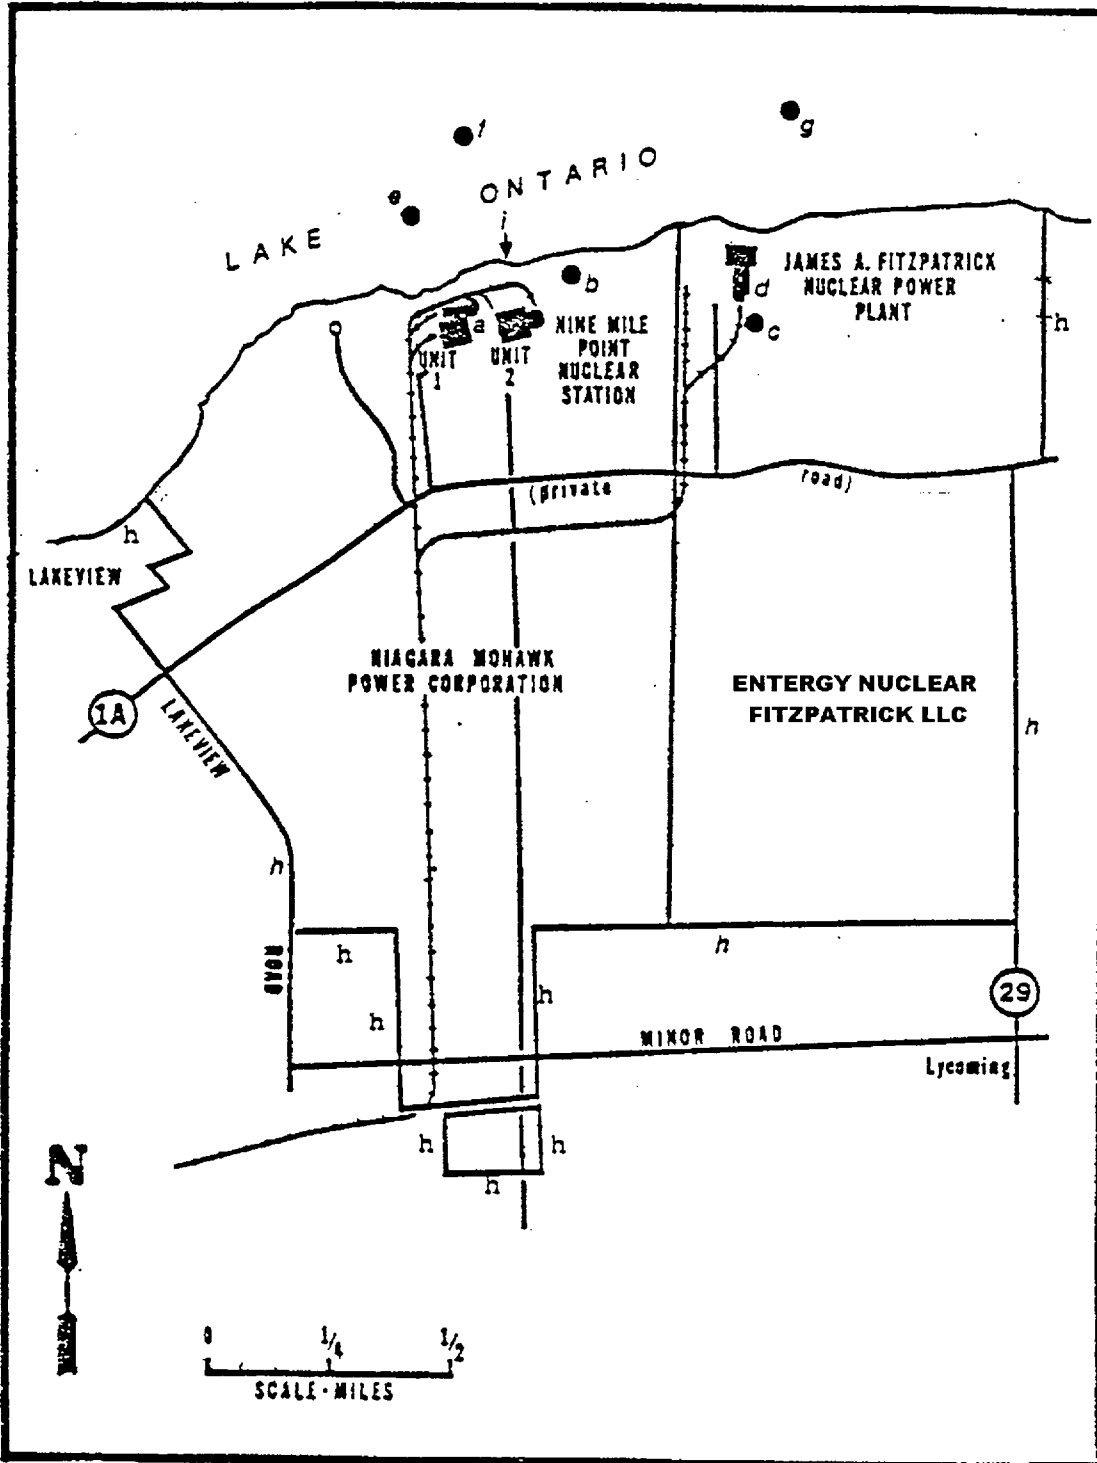 f
g
e
LAKE ONTARIO
i
b
a
UNIT
1
UNIT
2
NINE MILE
POINT
NUCLEAR
STATION
d
c
JAMES A. FITZPATRICK
NUCLEAR POWER
PLANT
h
(private road)
h
LAKEVIEW
NIAGARA MOHAWK
POWER CORPORATION
ENTERGY NUCLEAR
FITZPATRICK LLC
1A
LAKEVIEW
h
h
ROAD
h
h
h
h
29
MINOR ROAD
Lycoming
h
h
h
N
0 1/4 1/2
SCALE-MILES